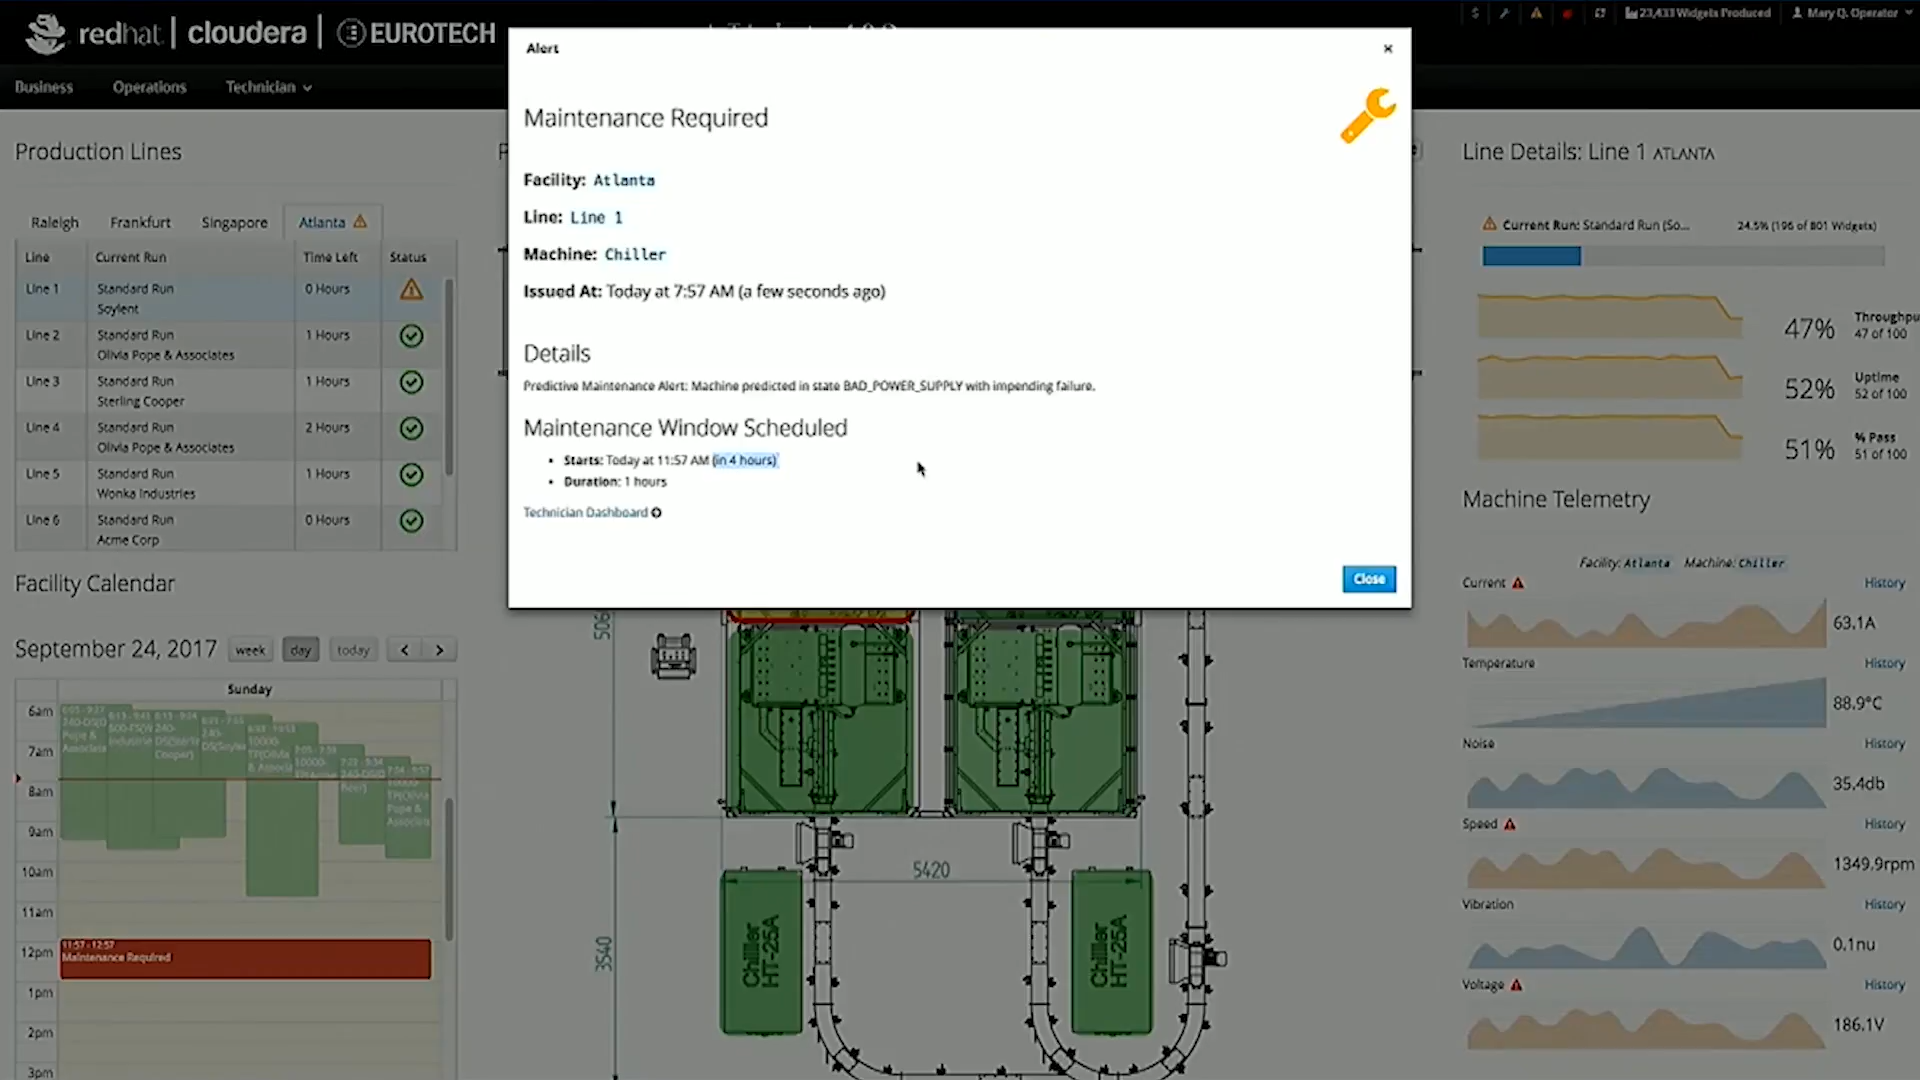 redhat | cloudera | EUROTECH
23,433 Widgets Produced
Mary Q. Operator
Business
Operations
Technician
Alert
Maintenance Required
Facility: Atlanta
Line: Line 1
Machine: Chiller
Issued At: Today at 7:57 AM (a few seconds ago)
Details
Predictive Maintenance Alert: Machine predicted in state BAD_POWER_SUPPLY with impending failure.
Maintenance Window Scheduled
Starts: Today at 11:57 AM (in 4 hours)
Duration: 1 hours
Technician Dashboard
Close
Production Lines
Raleigh Frankfurt Singapore Atlanta
Line Current Run Time Left Status
Line 1 Standard Run 0 Hours
Soylent
Line 2 Standard Run 1 Hours
Olivia Pope & Associates
Line 3 Standard Run 1 Hours
Sterling Cooper
Line 4 Standard Run 2 Hours
Olivia Pope & Associates
Line 5 Standard Run 1 Hours
Wonka Industries
Line 6 Standard Run 0 Hours
Acme Corp
Facility Calendar
September 24, 2017 week day today
Sunday
6am
7am
8am
9am
10am
11am
12pm
11:57 - 12:57
Maintenance Required
1pm
2pm
3pm
506
5420
3540
Chiller
HT-25A
Chiller
HT-25A
Line Details: Line 1 ATLANTA
Current Run: Standard Run (So... 24.5% (196 of 801 Widgets)
47% Throughpu
47 of 100
52% Uptime
52 of 100
51% % Pass
51 of 100
Machine Telemetry
Facility: Atlanta Machine: Chiller
Current History
63.1A
Temperature History
88.9°C
Noise History
35.4db
Speed History
1349.9rpm
Vibration History
0.1nu
Voltage History
186.1V